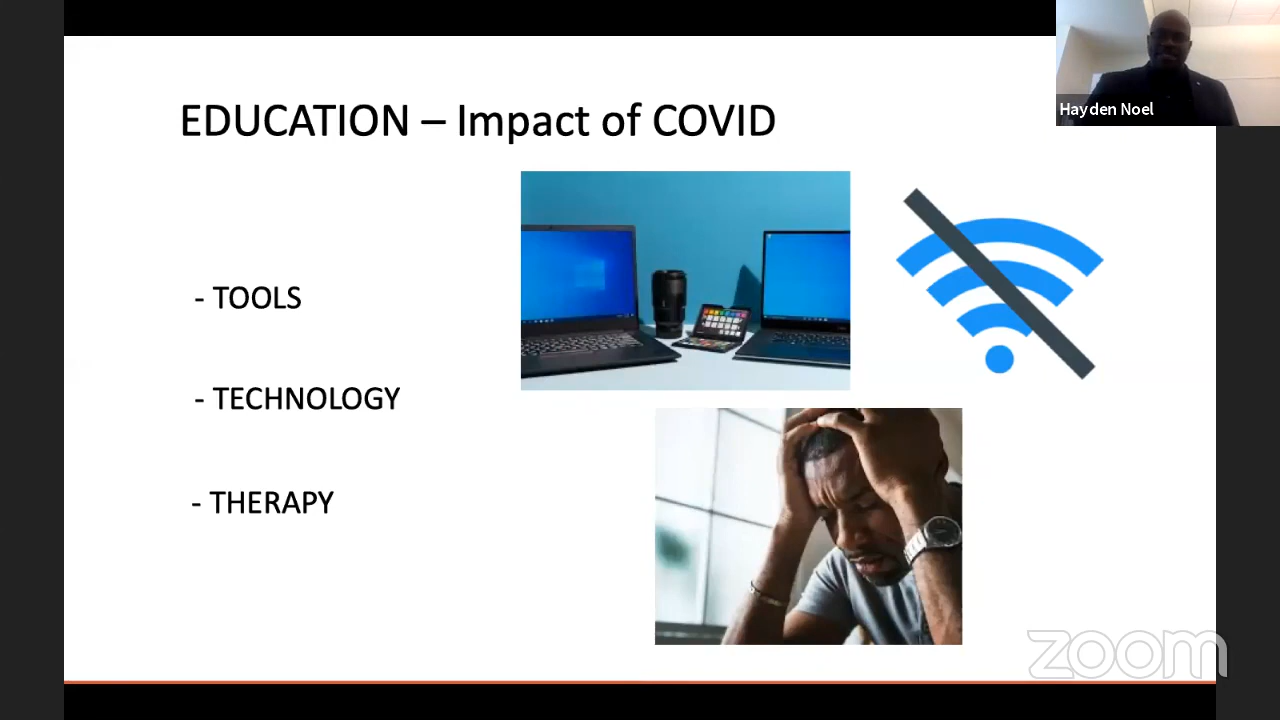 EDUCATION – Impact of COVID
Hayden Noel
- TOOLS
- TECHNOLOGY
- THERAPY
zoom